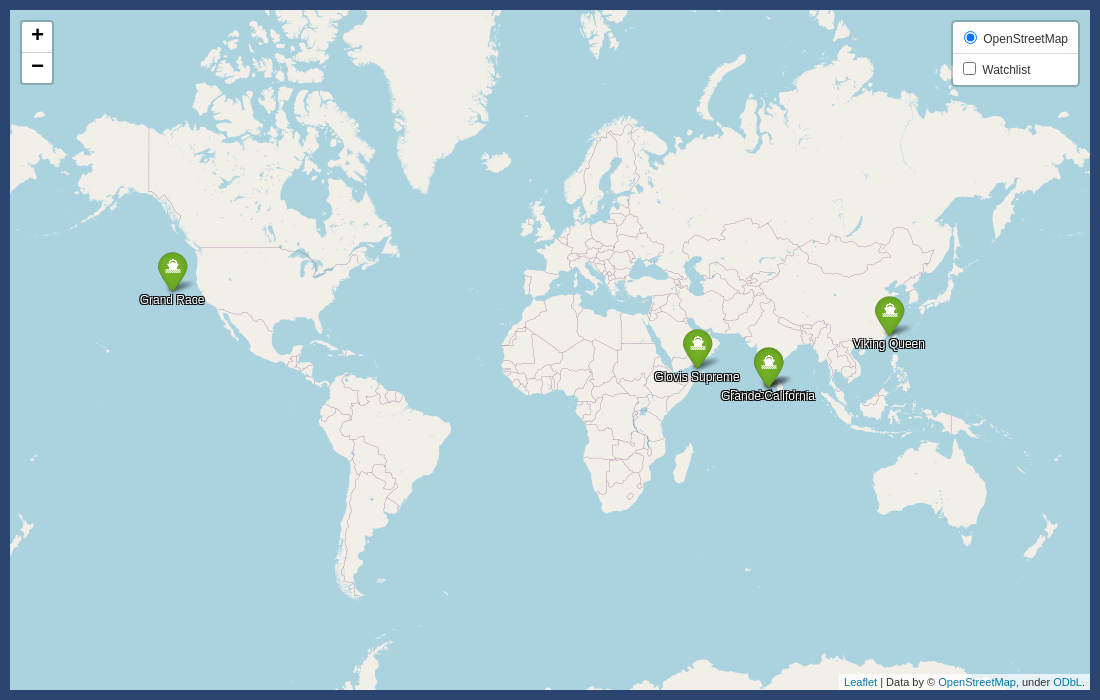 +
−
OpenStreetMap
Watchlist
Grand Race
Viking Queen
Glovis Supreme
Grande California
Leaflet | Data by © OpenStreetMap, under ODbL.